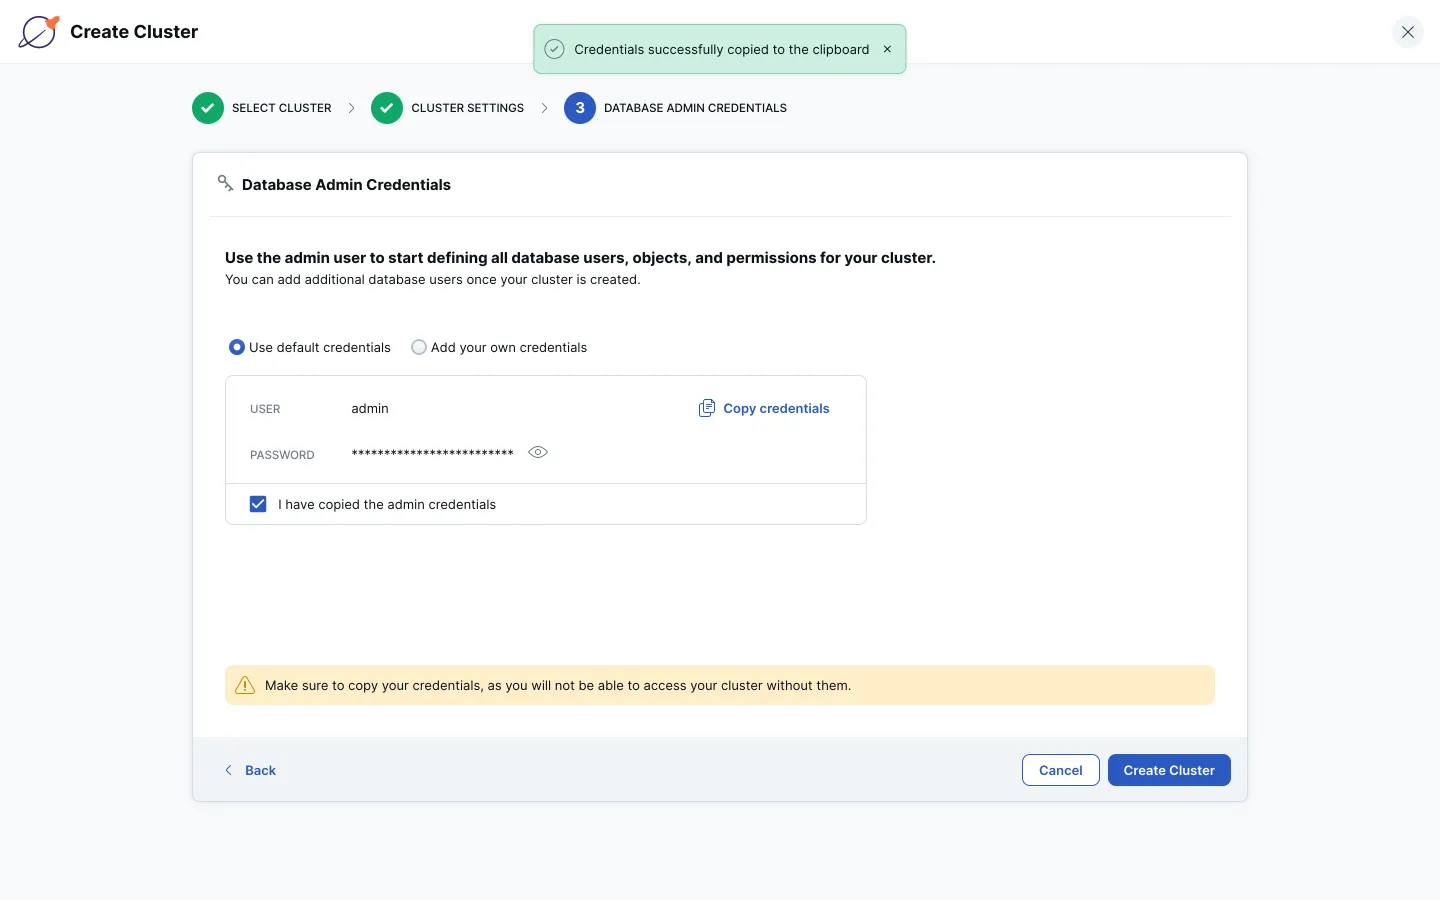 Create Cluster
Credentials successfully copied to the clipboard
SELECT CLUSTER
CLUSTER SETTINGS
3 DATABASE ADMIN CREDENTIALS
Database Admin Credentials
Use the admin user to start defining all database users, objects, and permissions for your cluster.
You can add additional database users once your cluster is created.
Use default credentials
Add your own credentials
USER admin
Copy credentials
PASSWORD *************************
I have copied the admin credentials
Make sure to copy your credentials, as you will not be able to access your cluster without them.
Back
Cancel
Create Cluster